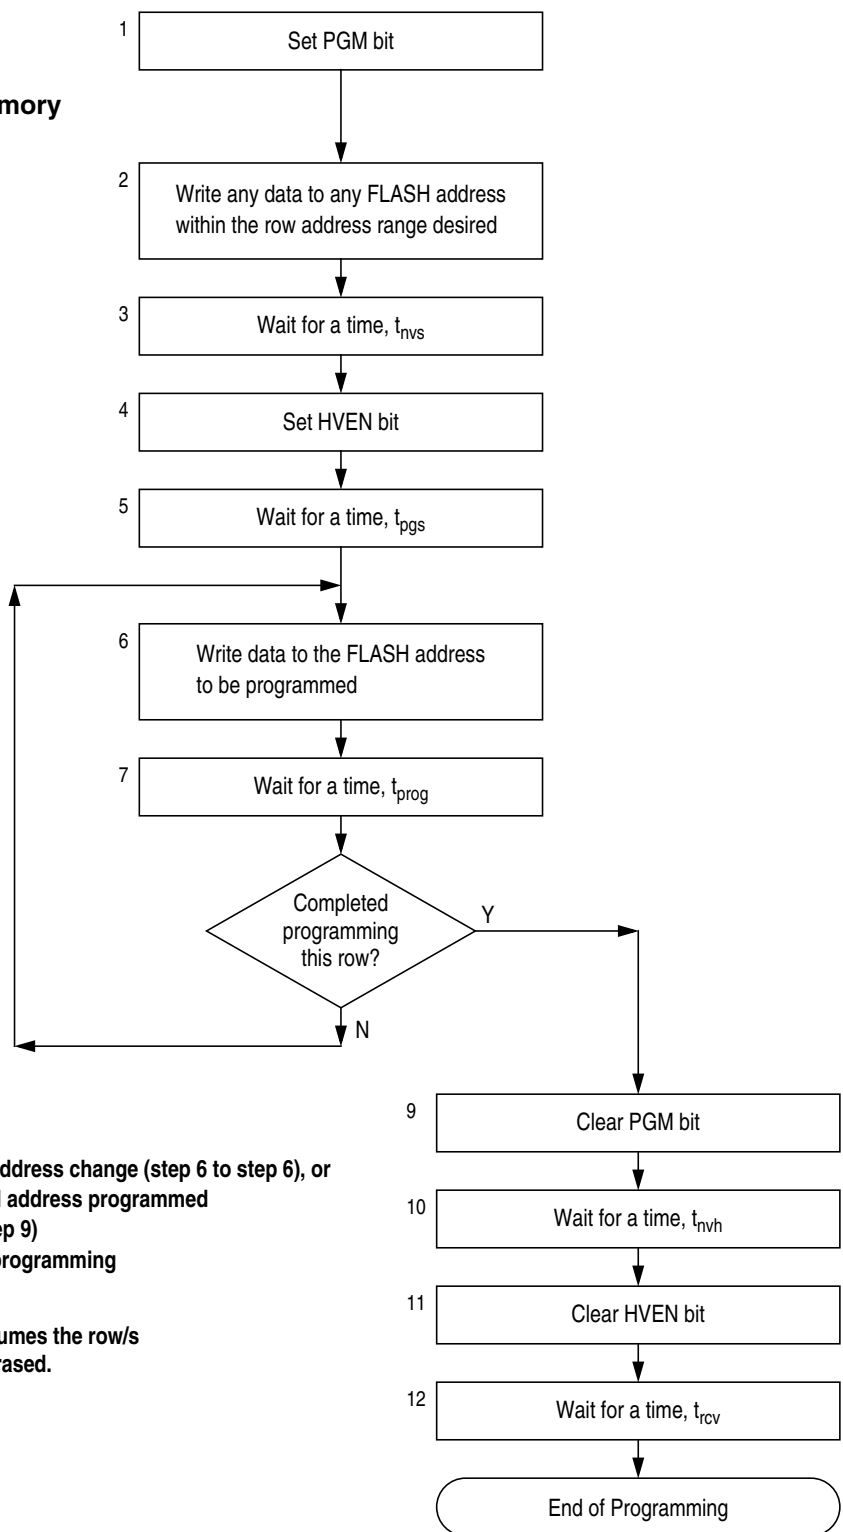 1
Set PGM bit
mory
2
Write any data to any FLASH address
within the row address range desired
3
Wait for a time, tnvs
4
Set HVEN bit
5
Wait for a time, tpgs
6
Write data to the FLASH address
to be programmed
7
Wait for a time, tprog
Completed
programming
this row?
Y
N
9
Clear PGM bit
ddress change (step 6 to step 6), or
address programmed
ep 9)
programming
10
Wait for a time, tnvh
11
Clear HVEN bit
umes the row/s
rased.
12
Wait for a time, trcv
End of Programming